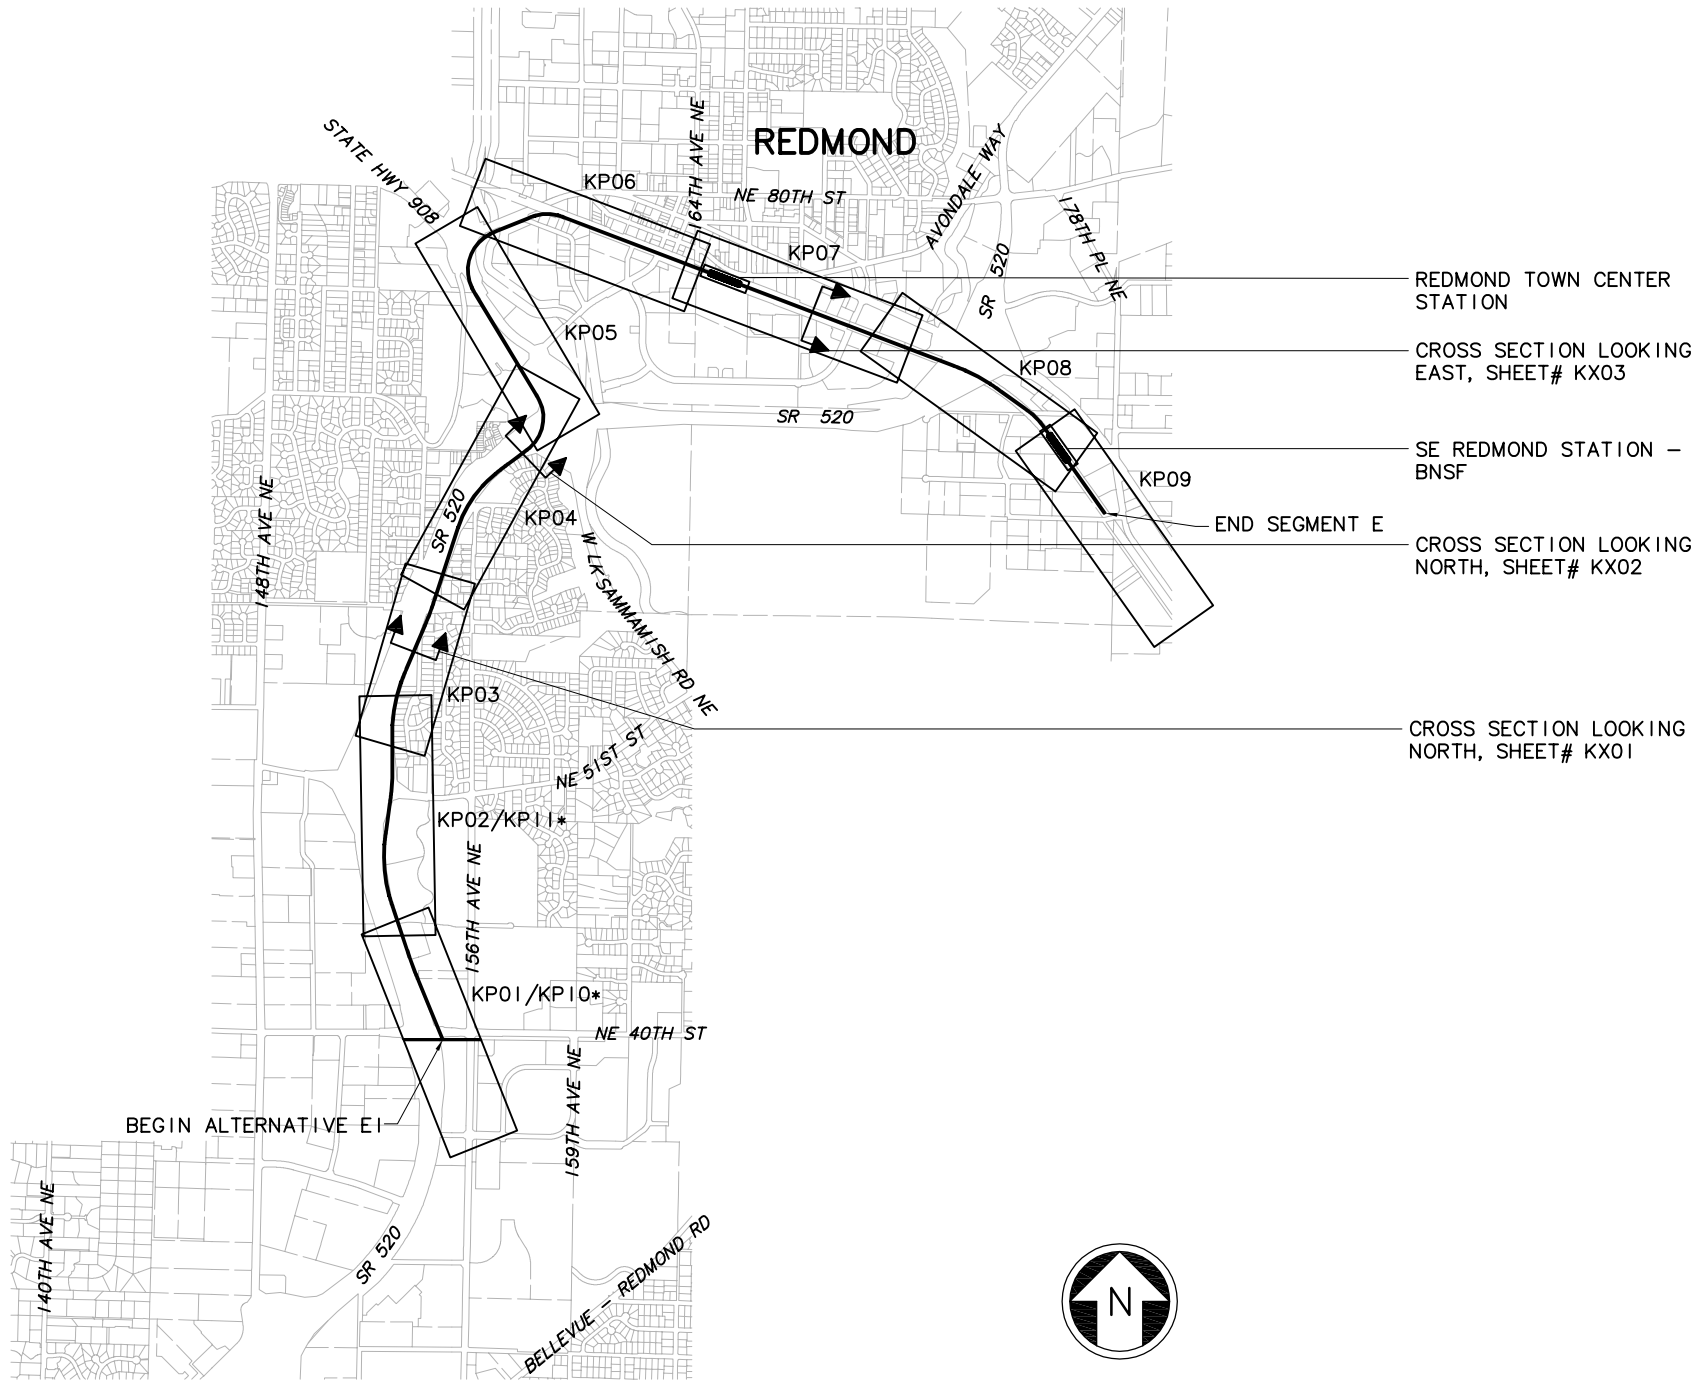 REDMOND
STATE HWY 908
164TH AVE NE
KP06
NE 80TH ST
AVONDALE WAY
178TH PL NE
KP07
SR 520
REDMOND TOWN CENTER
STATION
KP05
CROSS SECTION LOOKING
EAST, SHEET# KX03
KP08
SR 520
SE REDMOND STATION –
BNSF
KP09
148TH AVE NE
SR 520
KP04
END SEGMENT E
W LK SAMMAMISH RD NE
CROSS SECTION LOOKING
NORTH, SHEET# KX02
KP03
CROSS SECTION LOOKING
NORTH, SHEET# KX01
NE 51ST ST
KP02/KP11*
156TH AVE NE
KP01/KP10*
NE 40TH ST
159TH AVE NE
BEGIN ALTERNATIVE E1
140TH AVE NE
SR 520
BELLEVUE – REDMOND RD
N